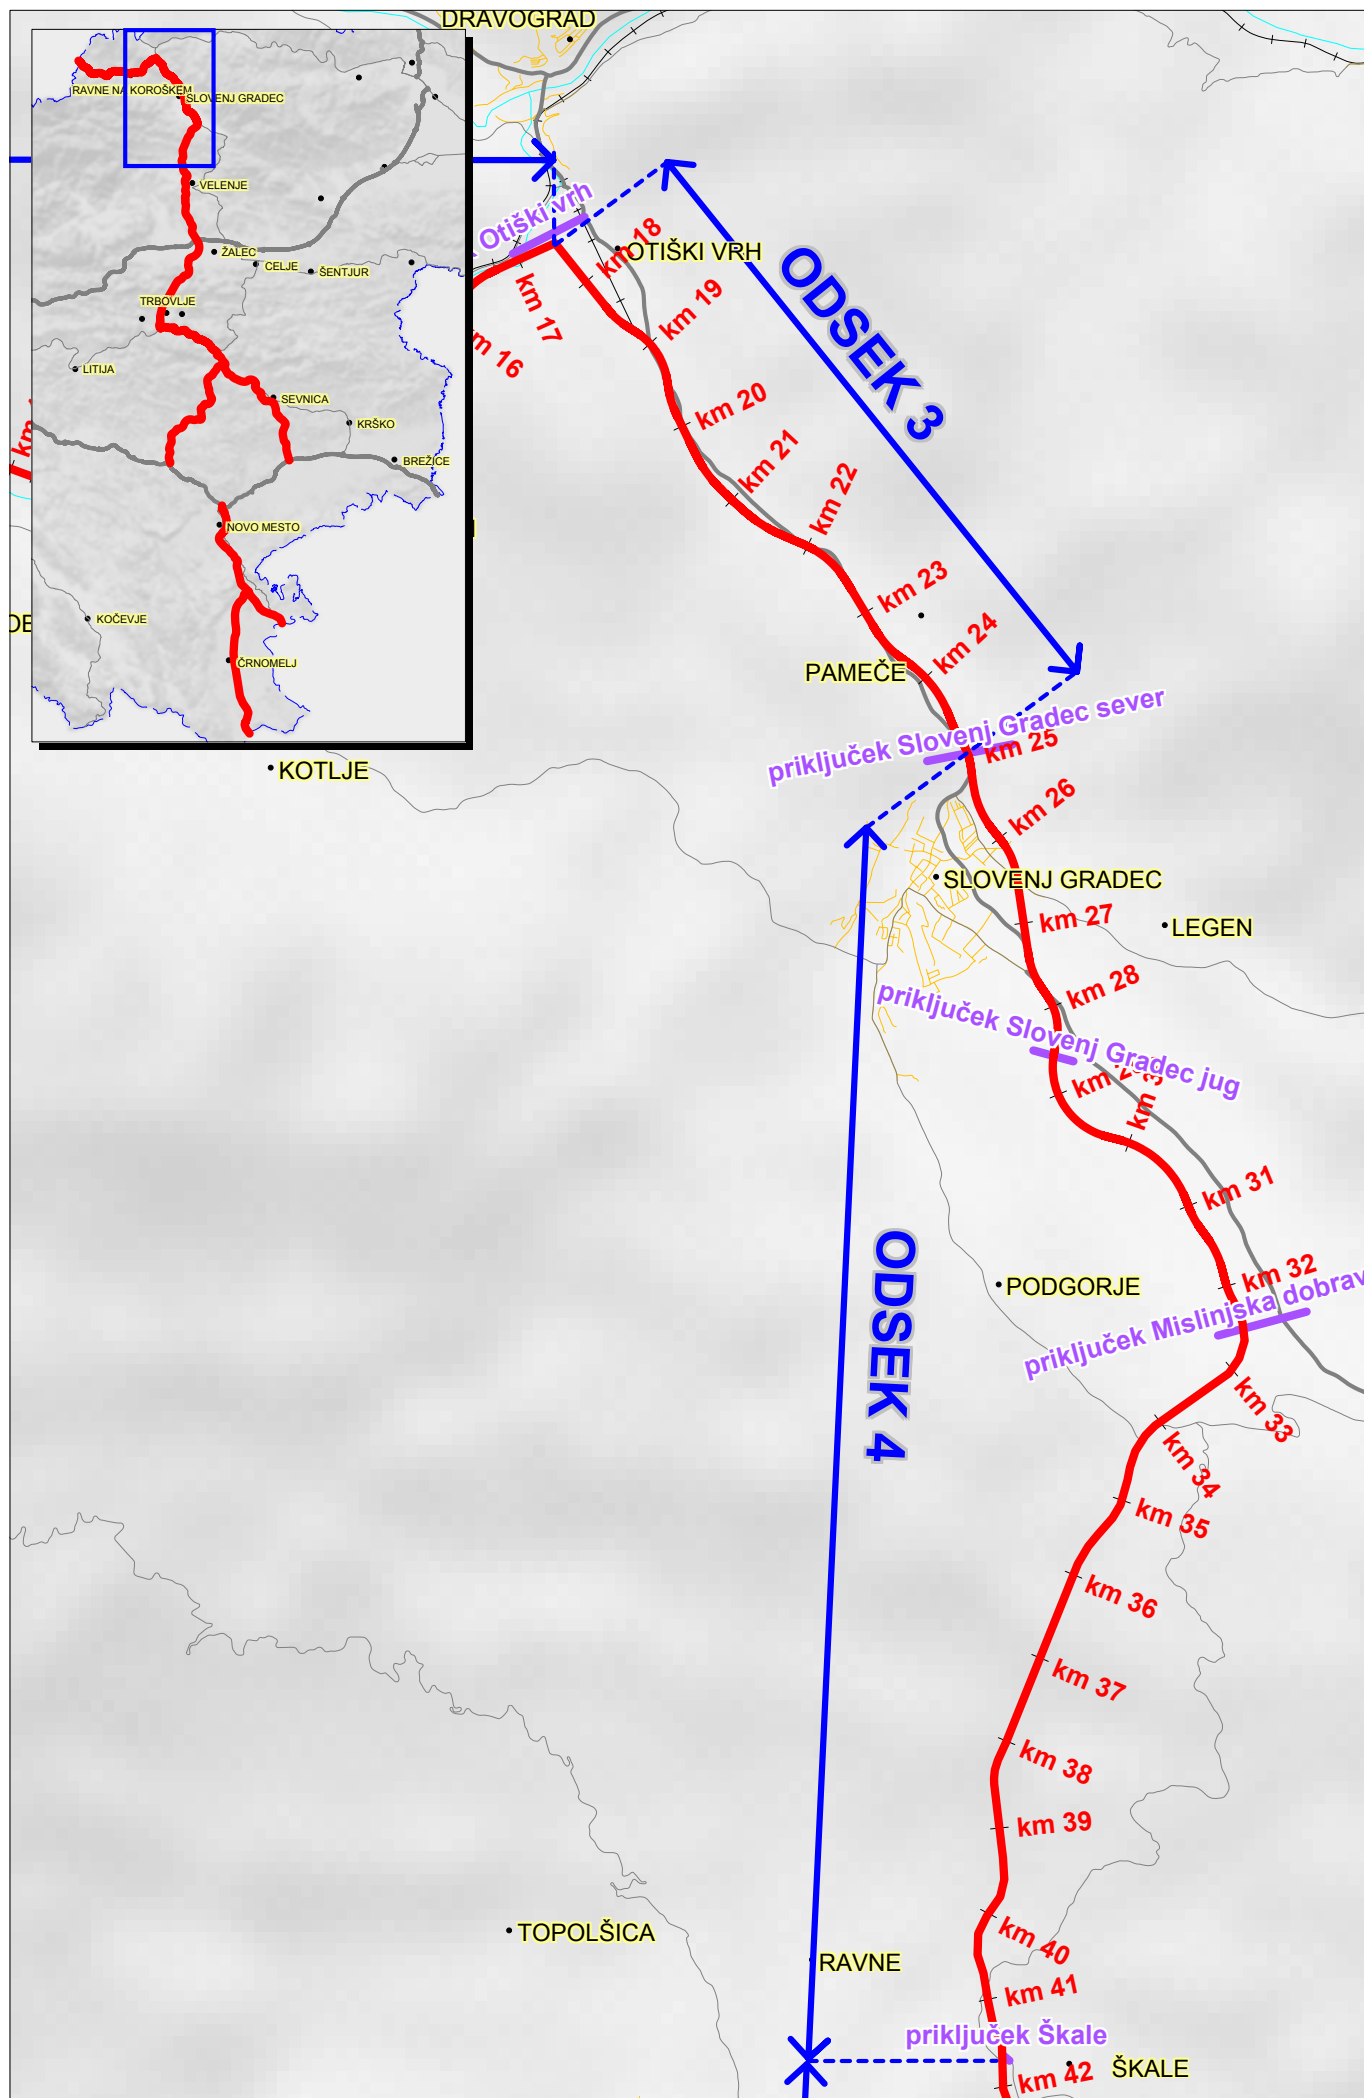 DRAVOGRAD
RAVNE NA KOROŠKEM
SLOVENJ GRADEC
VELENJE
ŽALEC
CELJE
ŠENTJUR
TRBOVLJE
LITIJA
SEVNICA
KRŠKO
BREŽICE
NOVO MESTO
KOČEVJE
ČRNOMELJ
Otiški vrh
OTIŠKI VRH
km 16
km 17
km 18
km 19
ODSEK 3
km 20
km 21
km 22
km 23
km 24
PAMEČE
priključek Slovenj Gradec sever
km 25
KOTLJE
km 26
SLOVENJ GRADEC
km 27
LEGEN
km 28
priključek Slovenj Gradec jug
km
km
km 31
ODSEK 4
PODGORJE
km 32
priključek Mislinjska dobrav
km 33
km 34
km 35
km 36
km 37
km 38
km 39
TOPOLŠICA
RAVNE
km 40
km 41
priključek Škale
ŠKALE
km 42